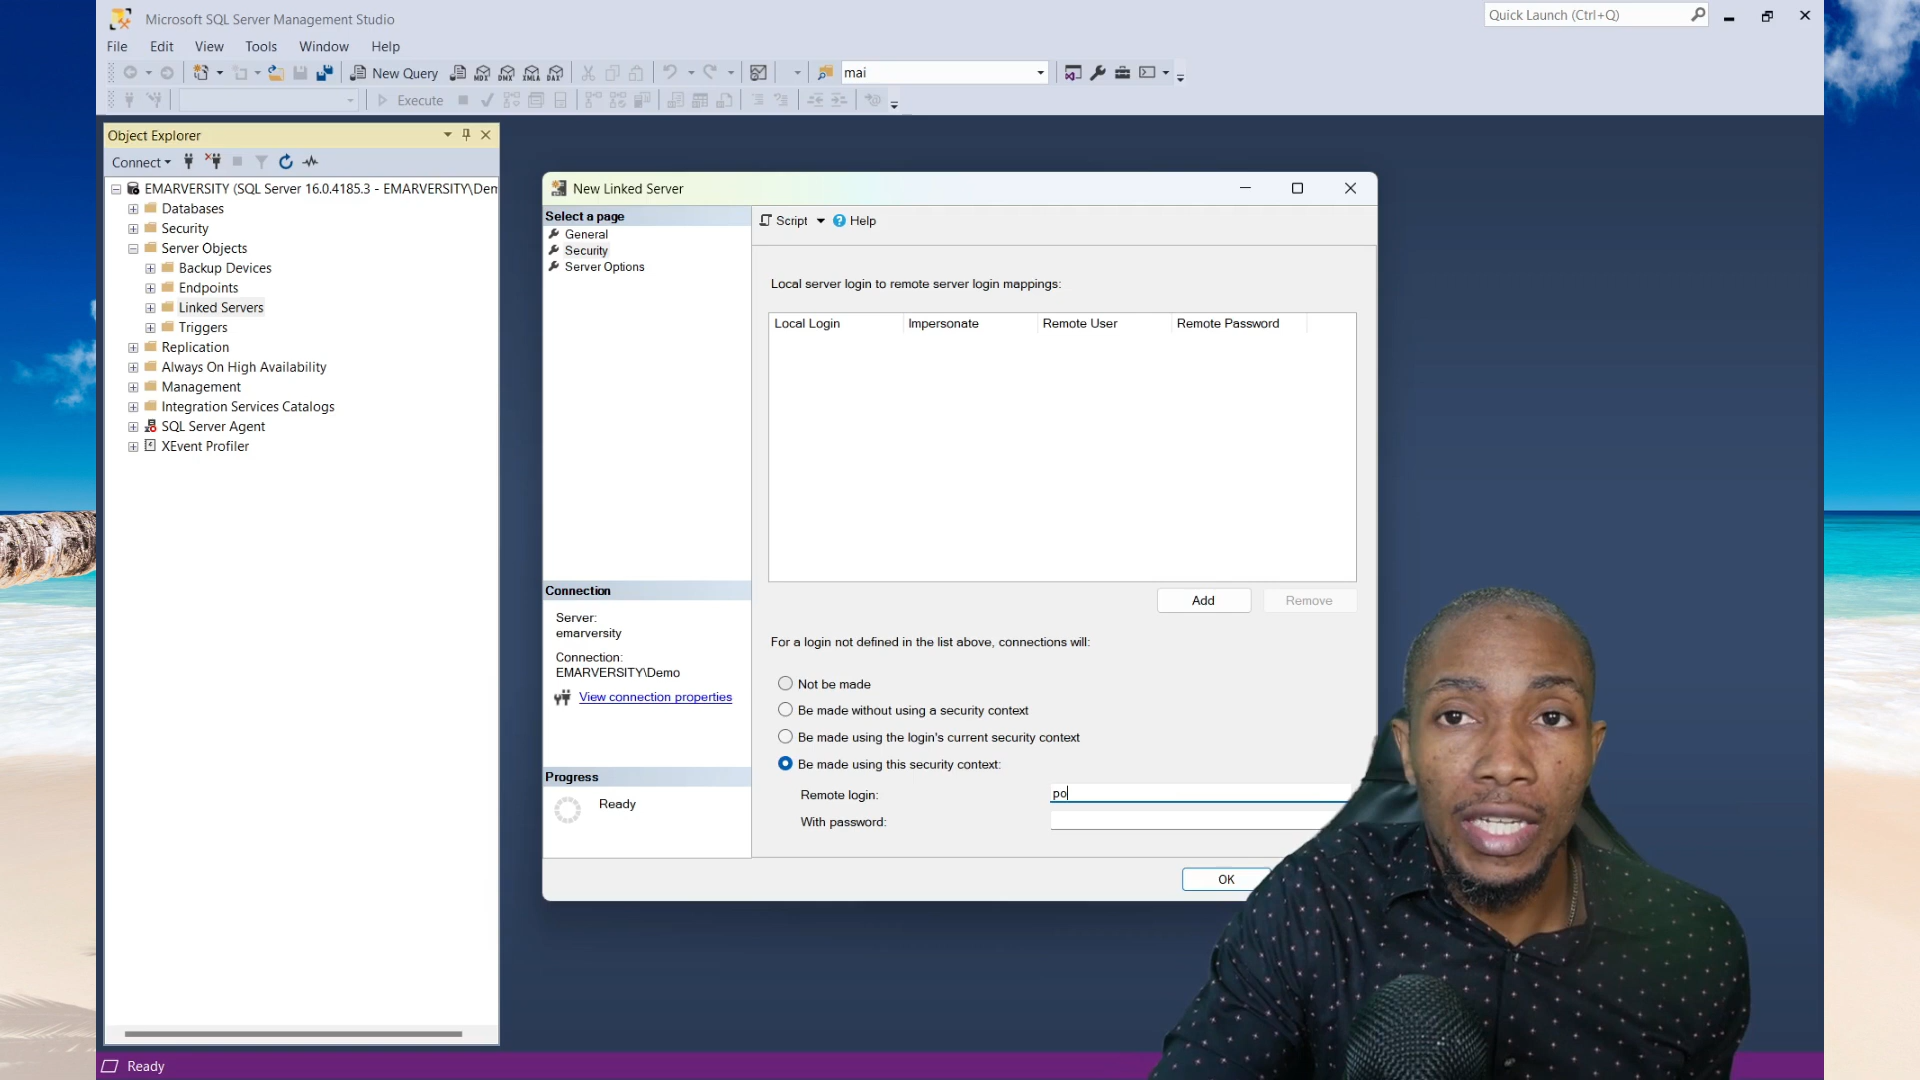 Microsoft SQL Server Management Studio
Quick Launch (Ctrl+Q)
File Edit View Tools Window Help
New Query MDX DMX XMLA DAX mai
Execute
Object Explorer
Connect
EMARVERSITY (SQL Server 16.0.4185.3 - EMARVERSITY\Dem
Databases
Security
Server Objects
Backup Devices
Endpoints
Linked Servers
Triggers
Replication
Always On High Availability
Management
Integration Services Catalogs
SQL Server Agent
XEvent Profiler
New Linked Server
Select a page
General
Security
Server Options
Script Help
Local server login to remote server login mappings:
Local Login Impersonate Remote User Remote Password
Add Remove
Connection
Server:
emarversity
Connection:
EMARVERSITY\Demo
View connection properties
Progress
Ready
For a login not defined in the list above, connections will:
Not be made
Be made without using a security context
Be made using the login's current security context
Be made using this security context:
Remote login: po
With password:
OK
Ready